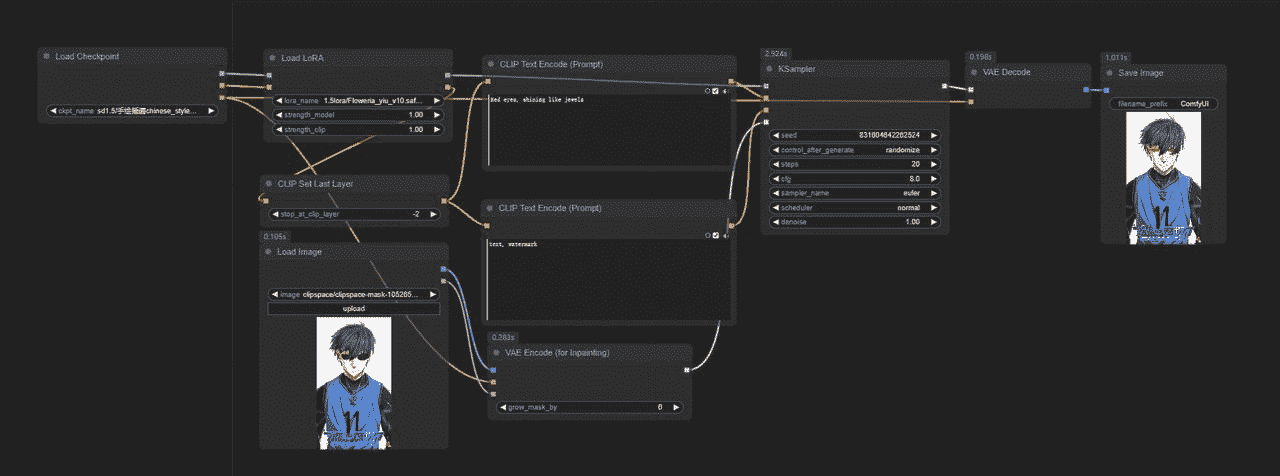 Load Checkpoint
ckpt_name sd1.5/手绘插画chinese_style...
Load LoRA
lora_name 1.5lora/Floweria_yiu_v10.saf...
strength_model 1.00
strength_clip 1.00
CLIP Set Last Layer
stop_at_clip_layer -2
0.105s
Load Image
image clipspace/clipspace-mask-105265...
upload
CLIP Text Encode (Prompt)
Red eyes, shining like jewels
CLIP Text Encode (Prompt)
text, watermark
0.283s
VAE Encode (for Inpainting)
grow_mask_by 6
2.924s
KSampler
seed 831604642262524
control_after_generate randomize
steps 20
cfg 8.0
sampler_name euler
scheduler normal
denoise 1.00
0.198s
VAE Decode
1.011s
Save Image
filename_prefix ComfyUI